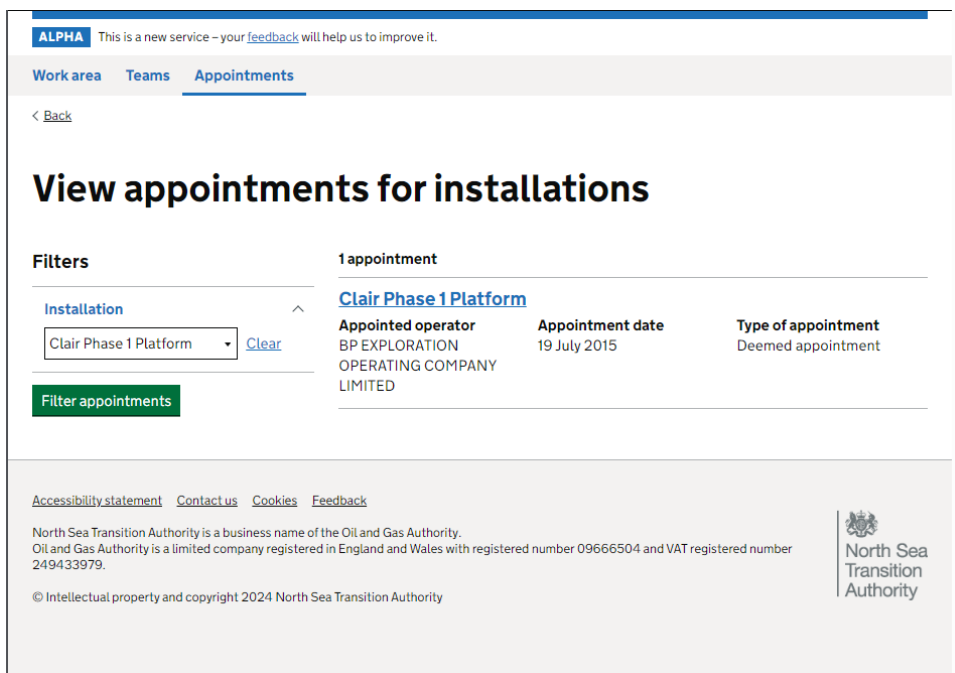 ALPHA This is a new service – your feedback will help us to improve it.
Work area Teams Appointments
Back
View appointments for installations
Filters
Installation
Clair Phase 1 Platform Clear
Filter appointments
1 appointment
Clair Phase 1 Platform
Appointed operator Appointment date Type of appointment
BP EXPLORATION 19 July 2015 Deemed appointment
OPERATING COMPANY
LIMITED
Accessibility statement Contact us Cookies Feedback
North Sea Transition Authority is a business name of the Oil and Gas Authority.
Oil and Gas Authority is a limited company registered in England and Wales with registered number 09666504 and VAT registered number
249433979.
© Intellectual property and copyright 2024 North Sea Transition Authority
North Sea
Transition
Authority